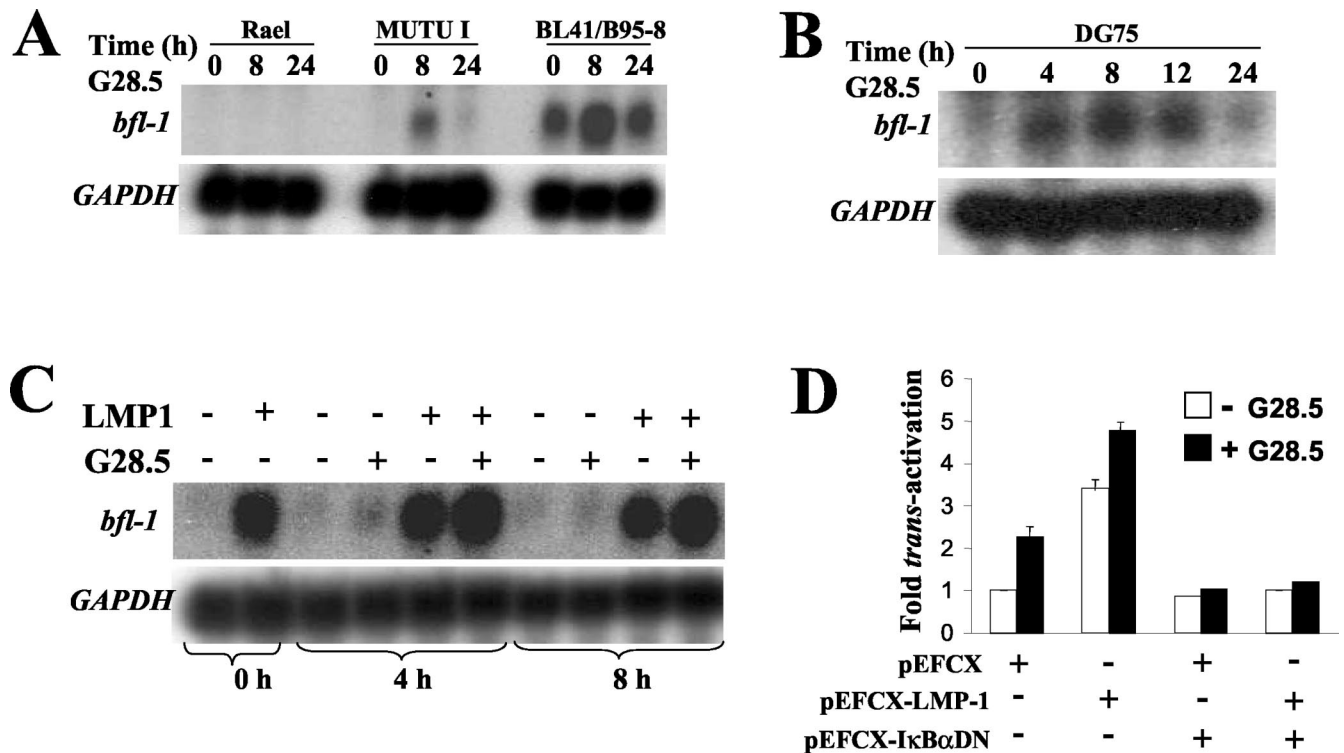 A
Rael MUTU I BL41/B95-8
Time (h) 0 8 24 0 8 24 0 8 24
G28.5
bfl-1
GAPDH
B
DG75
Time (h) 0 4 8 12 24
G28.5
bfl-1
GAPDH
C
LMP1 - + - - + + - - + +
G28.5 - - - + - + - + - +
bfl-1
GAPDH
0 h 4 h 8 h
D
Fold trans-activation
6
5
4
3
2
1
0
- G28.5
+ G28.5
pEFCX + - + -
pEFCX-LMP-1 - + - +
pEFCX-IκBαDN - - + +